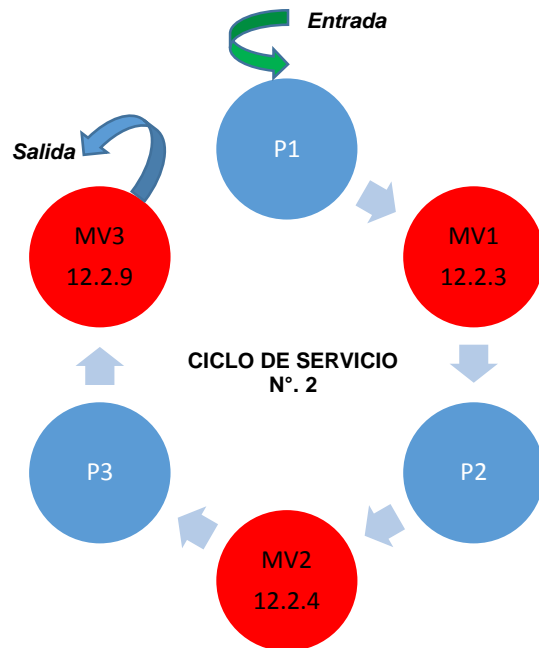 Entrada
P1
Salida
MV3
12.2.9
MV1
12.2.3
CICLO DE SERVICIO
N°. 2
P3
P2
MV2
12.2.4